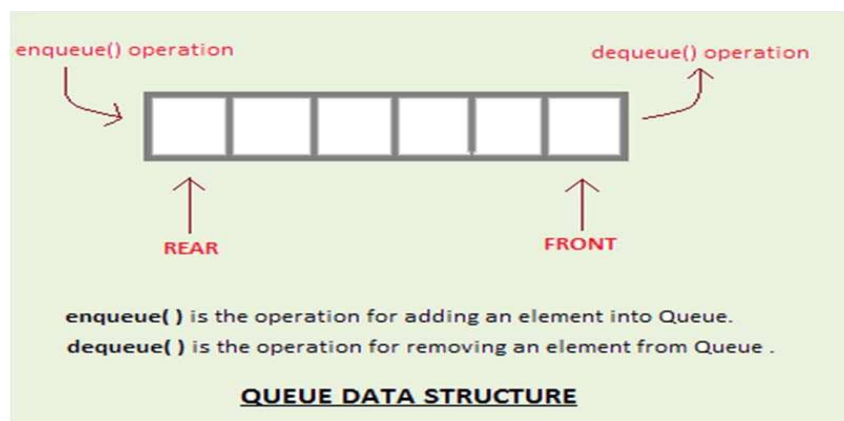 enqueue() operation
dequeue() operation
REAR
FRONT
enqueue( ) is the operation for adding an element into Queue.
dequeue( ) is the operation for removing an element from Queue .
QUEUE DATA STRUCTURE